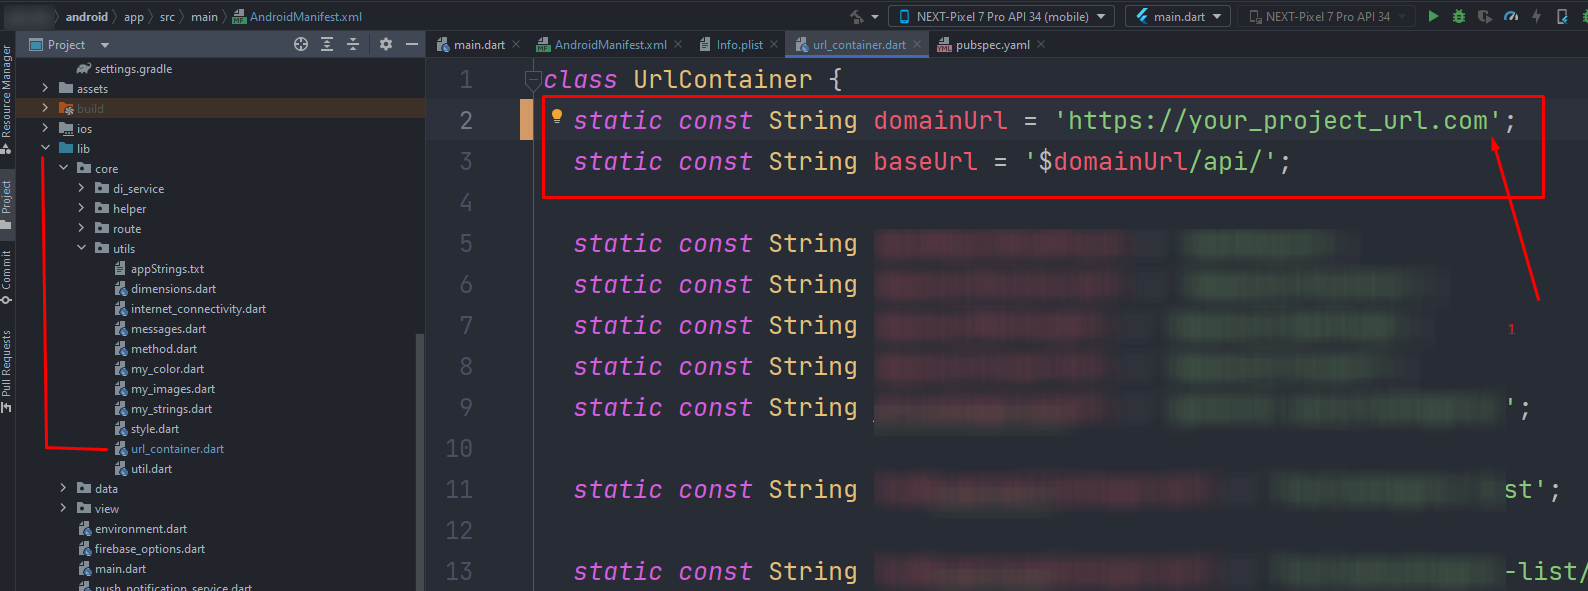 android app src main AndroidManifest.xml
NEXT-Pixel 7 Pro API 34 (mobile) main.dart NEXT-Pixel 7 Pro API 34
Project
main.dart AndroidManifest.xml Info.plist url_container.dart pubspec.yaml
Resource Manager
Project
Commit
Pull Requests
settings.gradle
assets
build
ios
lib
core
di_service
helper
route
utils
appStrings.txt
dimensions.dart
internet_connectivity.dart
messages.dart
method.dart
my_color.dart
my_images.dart
my_strings.dart
style.dart
url_container.dart
util.dart
data
view
environment.dart
firebase_options.dart
main.dart
push_notification_service.dart
1 class UrlContainer {
2 static const String domainUrl = 'https://your_project_url.com';
3 static const String baseUrl = '$domainUrl/api/';
4
5 static const String
6 static const String
7 static const String
1
8 static const String
9 static const String ';
10
11 static const String st';
12
13 static const String -list/